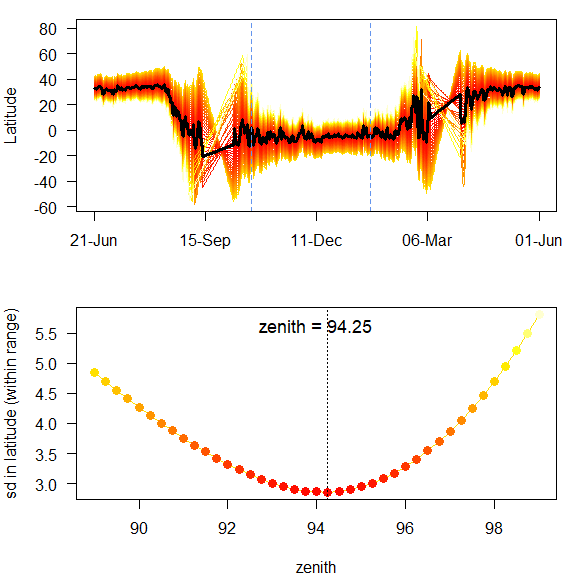 80
60
40
20
0
-20
-40
-60
Latitude
21-Jun 15-Sep 11-Dec 06-Mar 01-Jun
zenith = 94.25
5.5
5.0
4.5
4.0
3.5
3.0
sd in latitude (within range)
90 92 94 96 98
zenith